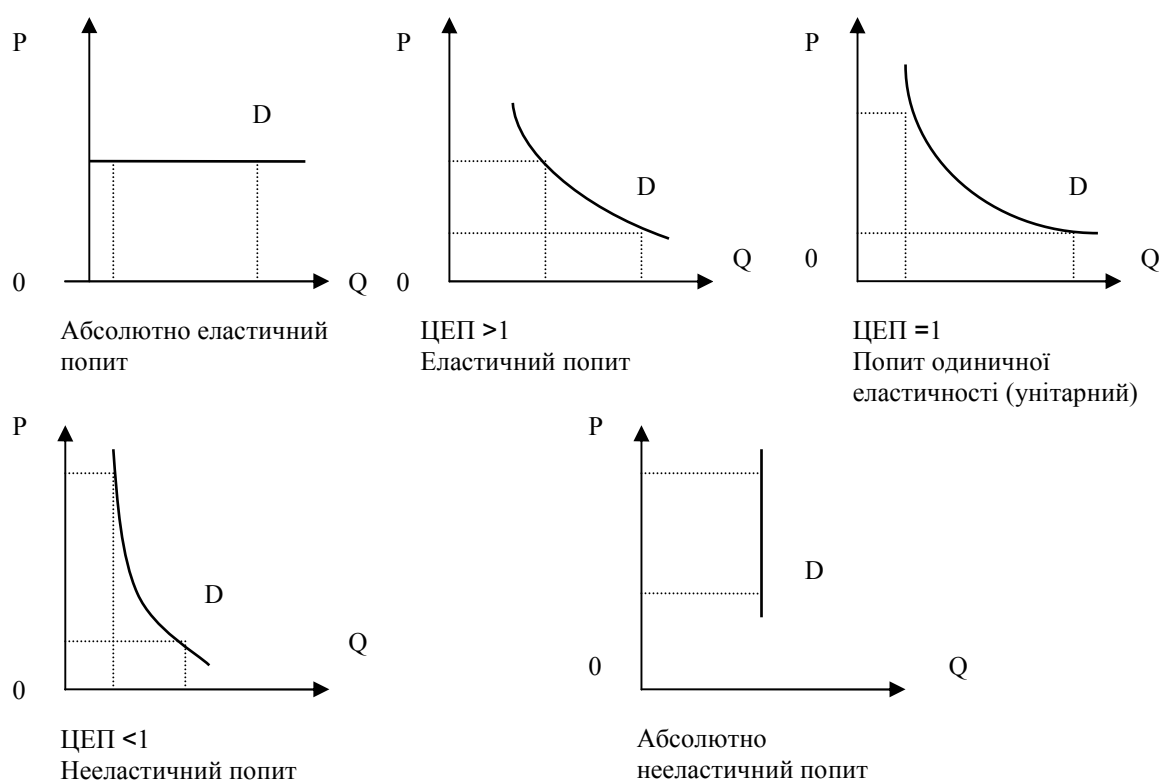 P
D
0
Q
Абсолютно еластичний
попит
P
D
0
Q
ЦЕП >1
Еластичний попит
P
D
0
Q
ЦЕП =1
Попит одиничної
еластичності (унітарний)
P
D
Q
0
ЦЕП <1
Нееластичний попит
P
D
0
Q
Абсолютно
нееластичний попит